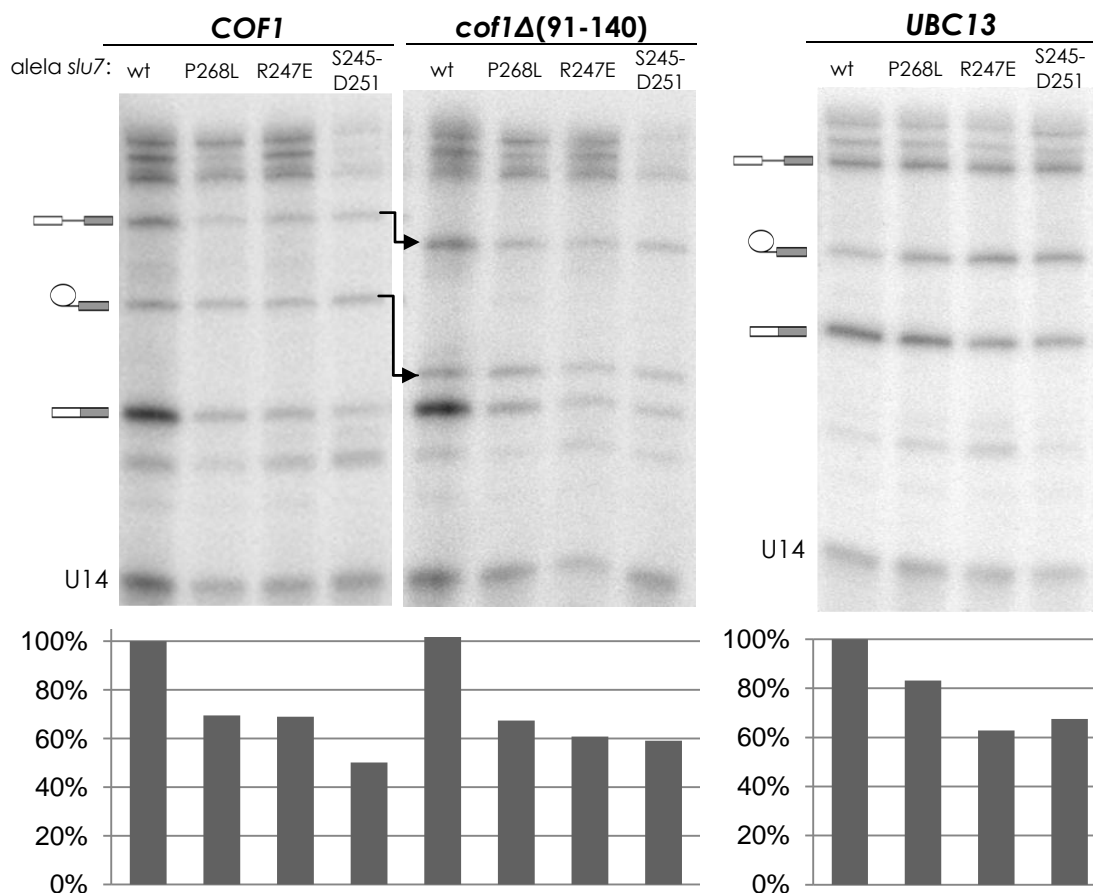 COF1 cof1Δ(91-140) UBC13
alela slu7: wt P268L R247E S245-D251 wt P268L R247E S245-D251 wt P268L R247E S245-D251
U14 U14
100% 100%
80% 80%
60% 60%
40% 40%
20% 20%
0% 0%